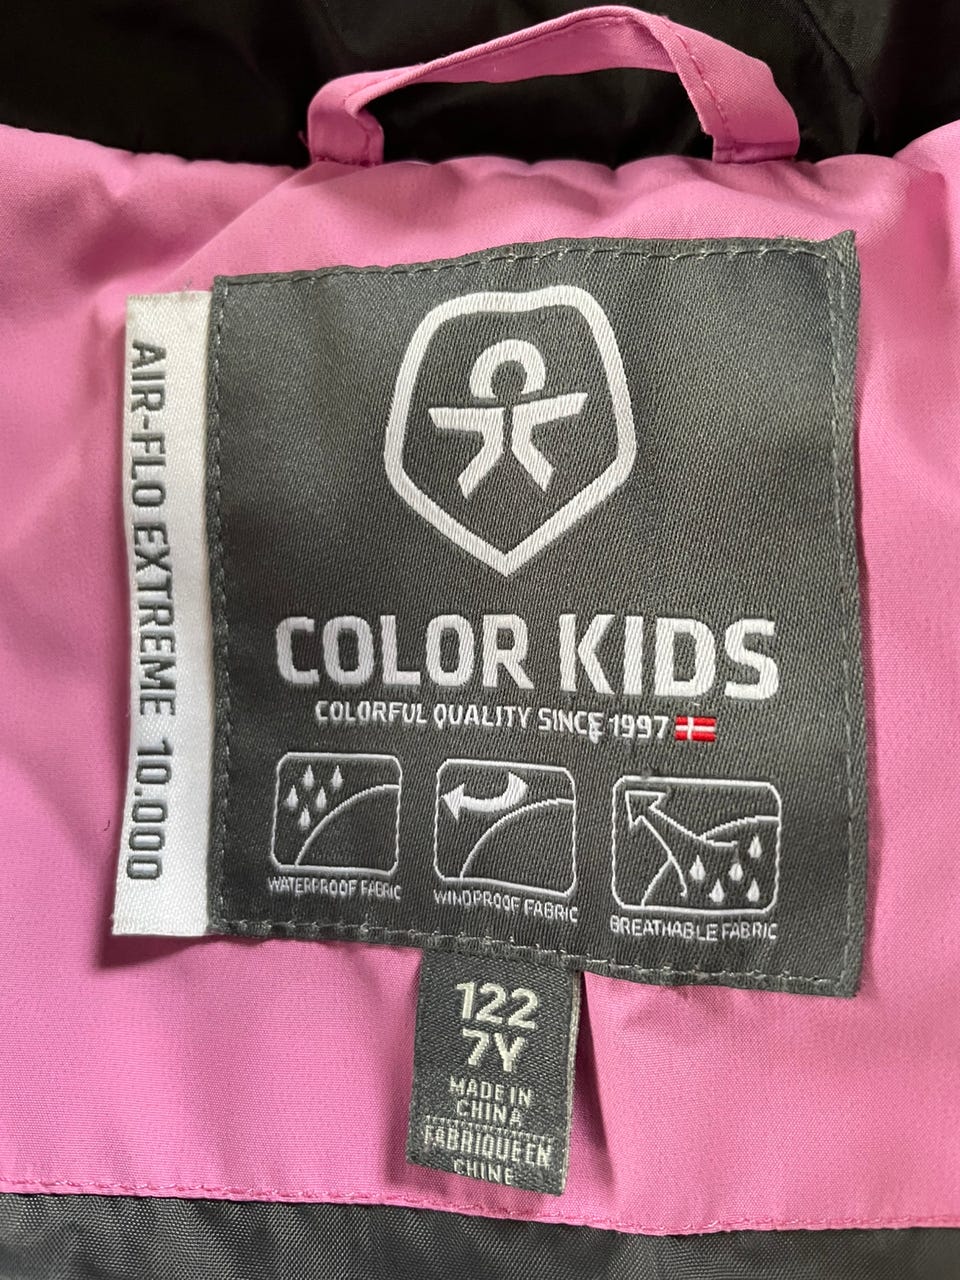 AIR-FLO EXTREME 10.000
COLOR KIDS
COLORFUL QUALITY SINCE 1997
WATERPROOF FABRIC
WINDPROOF FABRIC
BREATHABLE FABRIC
122
7Y
MADE IN
CHINA
FABRIQUE EN
CHINE